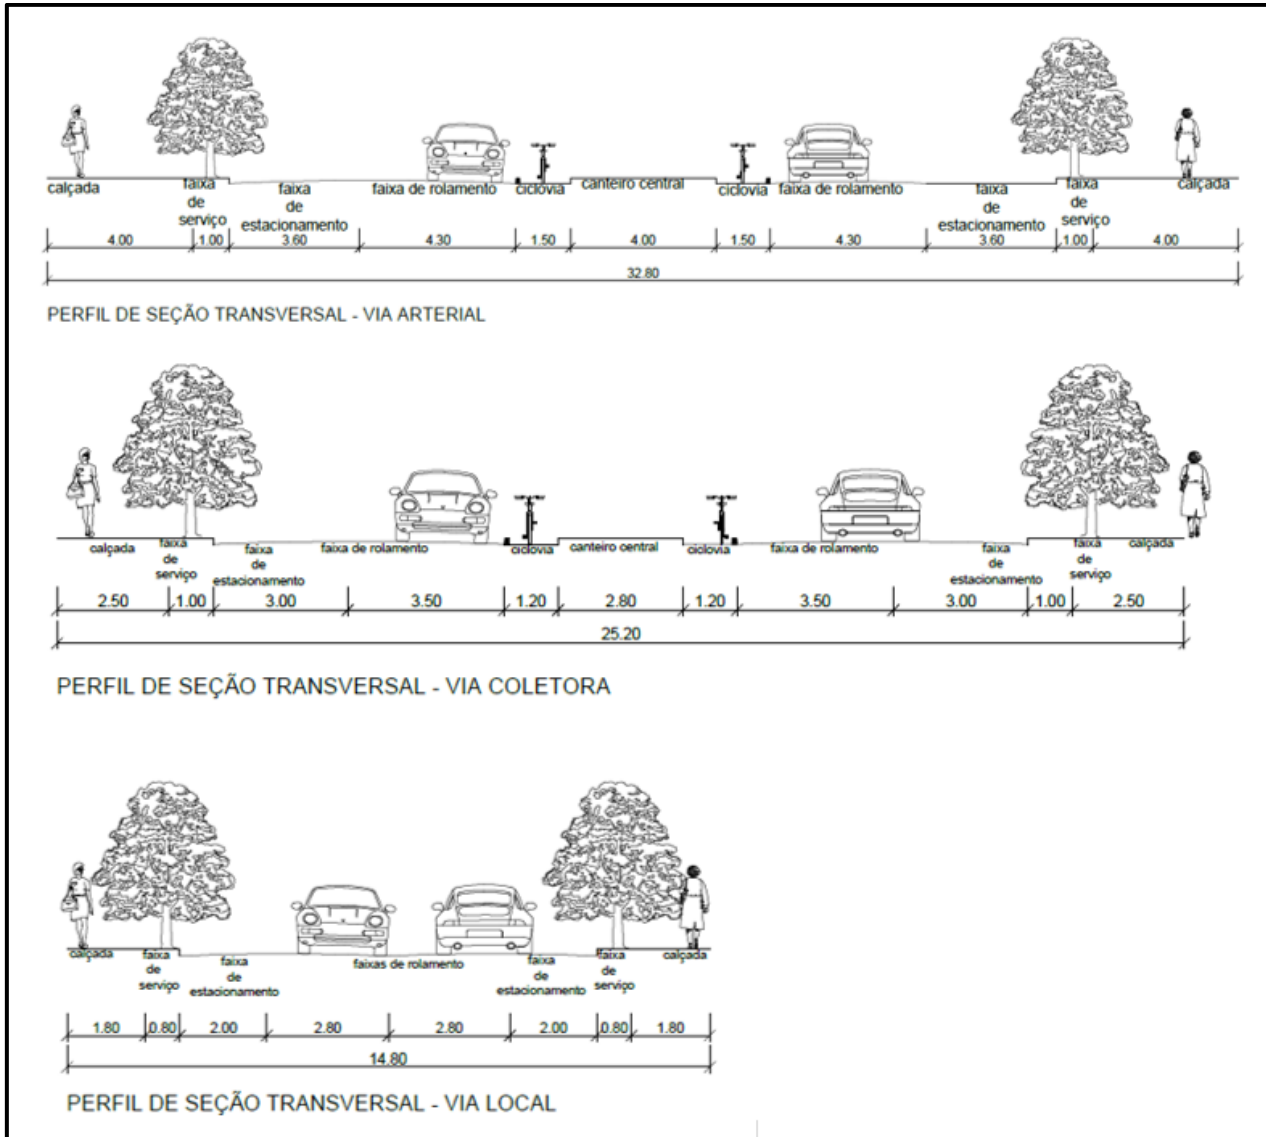 calçada faixa de serviço faixa de estacionamento faixa de rolamento ciclovia canteiro central ciclovia faixa de rolamento faixa de estacionamento faixa de serviço calçada
4.00 1.00 3.60 4.30 1.50 4.00 1.50 4.30 3.60 1.00 4.00
32.80
PERFIL DE SEÇÃO TRANSVERSAL - VIA ARTERIAL
calçada faixa de serviço faixa de estacionamento faixa de rolamento ciclovia canteiro central ciclovia faixa de rolamento faixa de estacionamento faixa de serviço calçada
2.50 1.00 3.00 3.50 1.20 2.80 1.20 3.50 3.00 1.00 2.50
25.20
PERFIL DE SEÇÃO TRANSVERSAL - VIA COLETORA
calçada faixa de serviço faixa de estacionamento faixas de rolamento faixa de estacionamento faixa de serviço calçada
1.80 0.80 2.00 2.80 2.80 2.00 0.80 1.80
14.80
PERFIL DE SEÇÃO TRANSVERSAL - VIA LOCAL